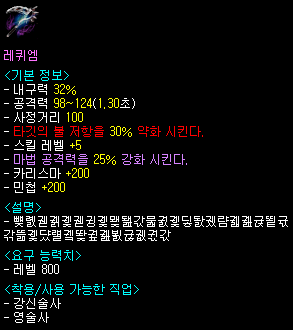 레퀴엠
<기본 정보>
- 내구력 32%
- 공격력 98~124(1.30초)
- 사정거리 100
- 타깃의 불 저항을 30% 약화 시킨다.
- 스킬 레벨 +5
- 마법 공격력을 25% 강화 시킨다.
- 카리스마 +200
- 민첩 +200
<설명>
<요구 능력치>
- 레벨 800
<착용/사용 가능한 직업>
- 강신술사
- 영술사